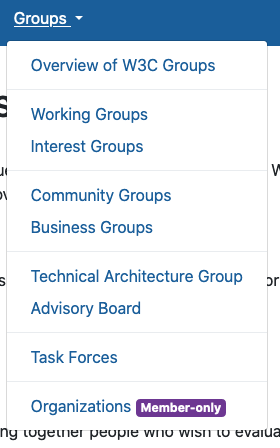 Groups
Overview of W3C Groups
Working Groups
Interest Groups
Community Groups
Business Groups
Technical Architecture Group
Advisory Board
Task Forces
Organizations Member-only
ng together people who wish to evalua